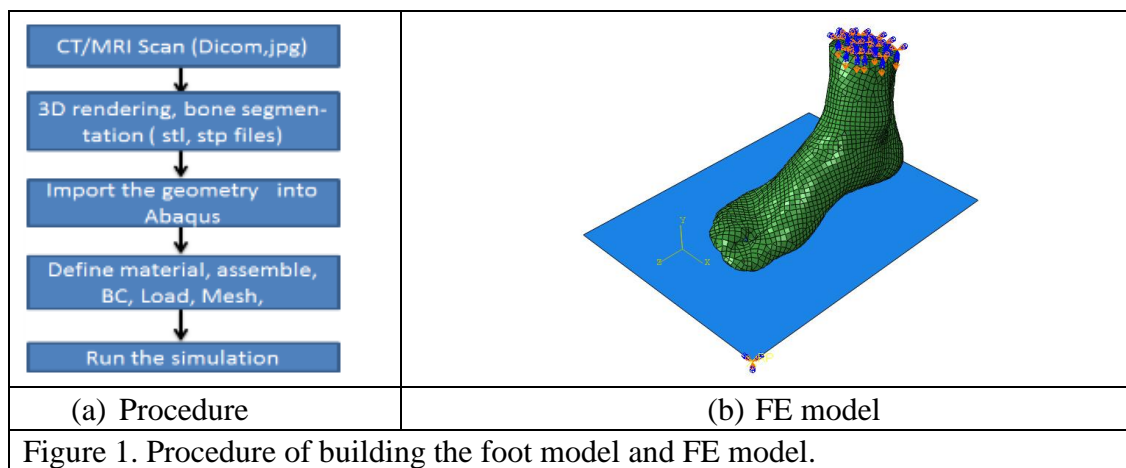 CT/MRI Scan (Dicom,jpg)
3D rendering, bone segmen-
tation ( stl, stp files)
Import the geometry into
Abaqus
Define material, assemble,
BC, Load, Mesh,
Run the simulation
Y
Z
X
(a) Procedure
(b) FE model
Figure 1. Procedure of building the foot model and FE model.